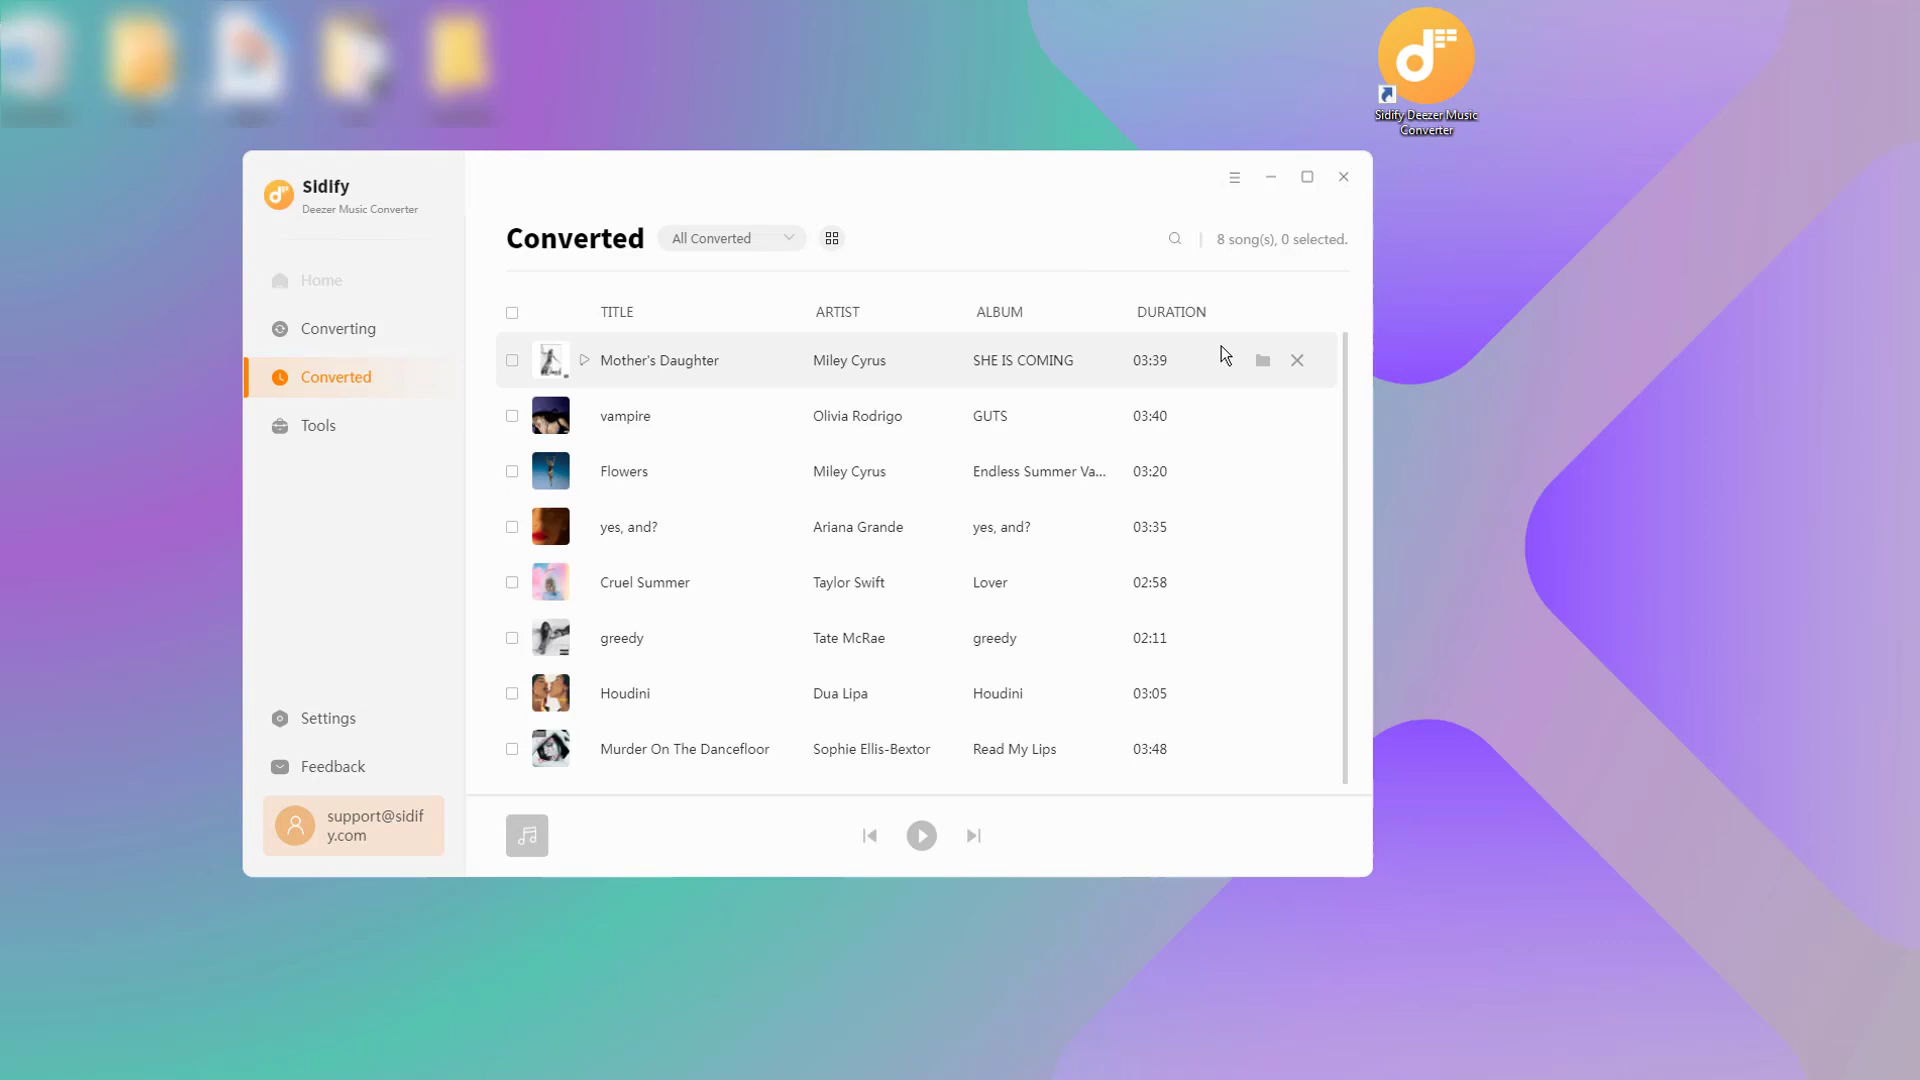 Sidify Deezer Music
Converter
Sidify
Deezer Music Converter
Home
Converting
Converted
Tools
Settings
Feedback
support@sidif
y.com
Converted
All Converted
8 song(s), 0 selected.
TITLE ARTIST ALBUM DURATION
Mother's Daughter Miley Cyrus SHE IS COMING 03:39
vampire Olivia Rodrigo GUTS 03:40
Flowers Miley Cyrus Endless Summer Va... 03:20
yes, and? Ariana Grande yes, and? 03:35
Cruel Summer Taylor Swift Lover 02:58
greedy Tate McRae greedy 02:11
Houdini Dua Lipa Houdini 03:05
Murder On The Dancefloor Sophie Ellis-Bextor Read My Lips 03:48